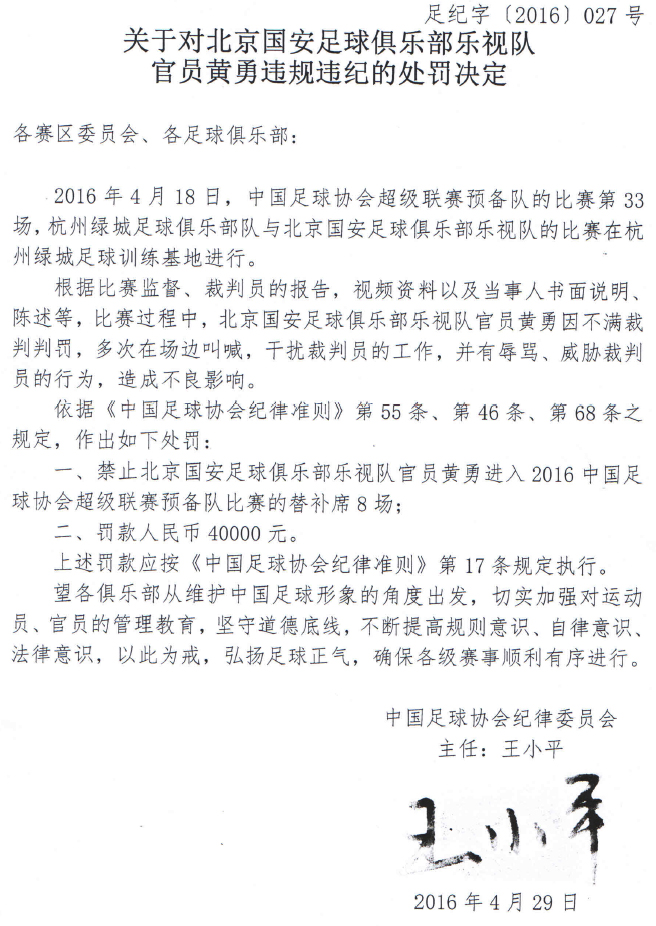 足纪字〔2016〕027 号
关于对北京国安足球俱乐部乐视队
官员黄勇违规违纪的处罚决定
各赛区委员会、各足球俱乐部：
2016 年 4 月 18 日，中国足球协会超级联赛预备队的比赛第 33
场，杭州绿城足球俱乐部队与北京国安足球俱乐部乐视队的比赛在杭
州绿城足球训练基地进行。
根据比赛监督、裁判员的报告，视频资料以及当事人书面说明、
陈述等，比赛过程中，北京国安足球俱乐部乐视队官员黄勇因不满裁
判判罚，多次在场边叫喊，干扰裁判员的工作，并有辱骂、威胁裁判
员的行为，造成不良影响。
依据《中国足球协会纪律准则》第 55 条、第 46 条、第 68 条之
规定，作出如下处罚：
一、禁止北京国安足球俱乐部乐视队官员黄勇进入 2016 中国足
球协会超级联赛预备队比赛的替补席 8 场；
二、罚款人民币 40000 元。
上述罚款应按《中国足球协会纪律准则》第 17 条规定执行。
望各俱乐部从维护中国足球形象的角度出发，切实加强对运动
员、官员的管理教育，坚守道德底线，不断提高规则意识、自律意识、
法律意识，以此为戒，弘扬足球正气，确保各级赛事顺利有序进行。
中国足球协会纪律委员会
主任：王小平
王小平
2016 年 4 月 29 日